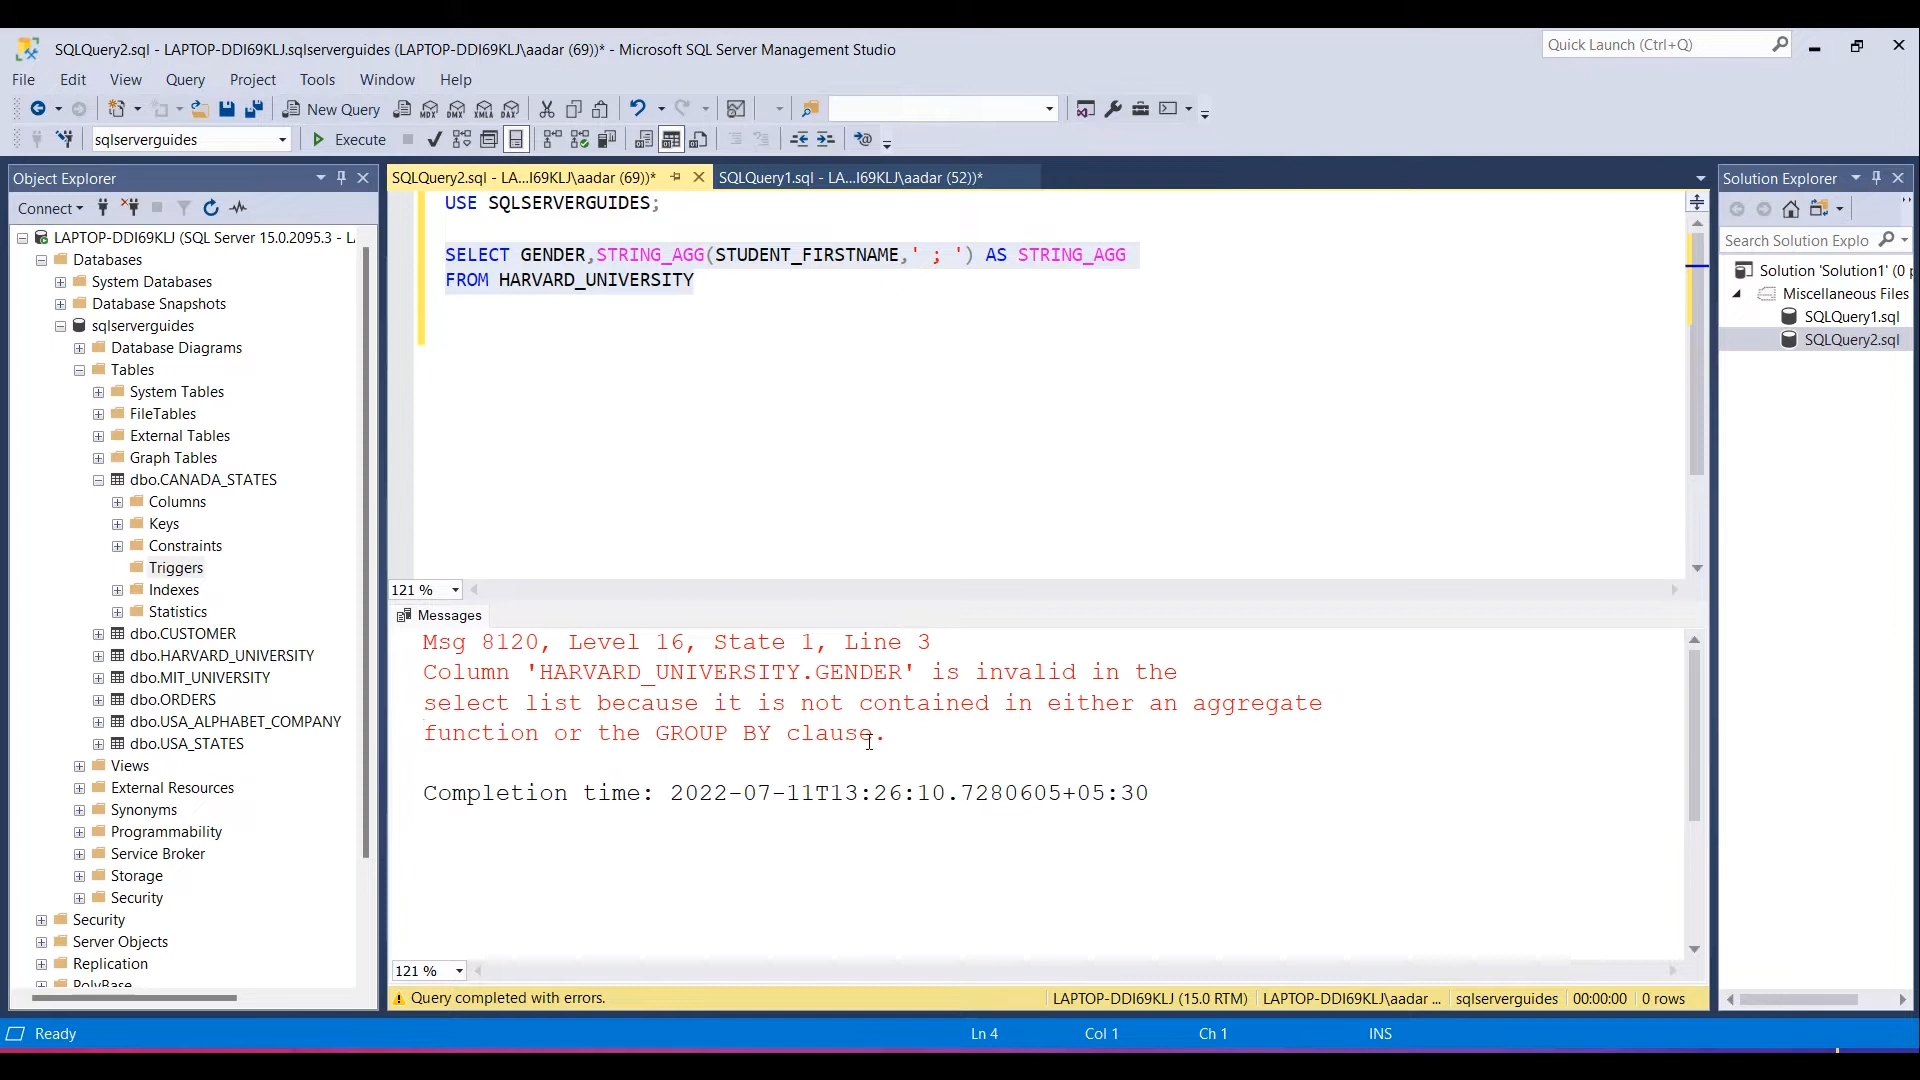 SQLQuery2.sql - LAPTOP-DDI69KLJ.sqlserverguides (LAPTOP-DDI69KLJ\aadar (69))* - Microsoft SQL Server Management Studio
Quick Launch (Ctrl+Q)
File Edit View Query Project Tools Window Help
New Query
sqlserverguides
Execute
Object Explorer
Connect
LAPTOP-DDI69KLJ (SQL Server 15.0.2095.3 - L
Databases
System Databases
Database Snapshots
sqlserverguides
Database Diagrams
Tables
System Tables
FileTables
External Tables
Graph Tables
dbo.CANADA_STATES
Columns
Keys
Constraints
Triggers
Indexes
Statistics
dbo.CUSTOMER
dbo.HARVARD_UNIVERSITY
dbo.MIT_UNIVERSITY
dbo.ORDERS
dbo.USA_ALPHABET_COMPANY
dbo.USA_STATES
Views
External Resources
Synonyms
Programmability
Service Broker
Storage
Security
Security
Server Objects
Replication
PolyBase
SQLQuery2.sql - LA...I69KLJ\aadar (69))*
SQLQuery1.sql - LA...I69KLJ\aadar (52))*
USE SQLSERVERGUIDES;
SELECT GENDER,STRING_AGG(STUDENT_FIRSTNAME,' ; ') AS STRING_AGG
FROM HARVARD_UNIVERSITY
121 %
Messages
Msg 8120, Level 16, State 1, Line 3
Column 'HARVARD_UNIVERSITY.GENDER' is invalid in the
select list because it is not contained in either an aggregate
function or the GROUP BY clause.
Completion time: 2022-07-11T13:26:10.7280605+05:30
121 %
Query completed with errors.
LAPTOP-DDI69KLJ (15.0 RTM)
LAPTOP-DDI69KLJ\aadar ...
sqlserverguides
00:00:00
0 rows
Solution Explorer
Search Solution Explo
Solution 'Solution1' (0 p
Miscellaneous Files
SQLQuery1.sql
SQLQuery2.sql
Ready
Ln 4
Col 1
Ch 1
INS